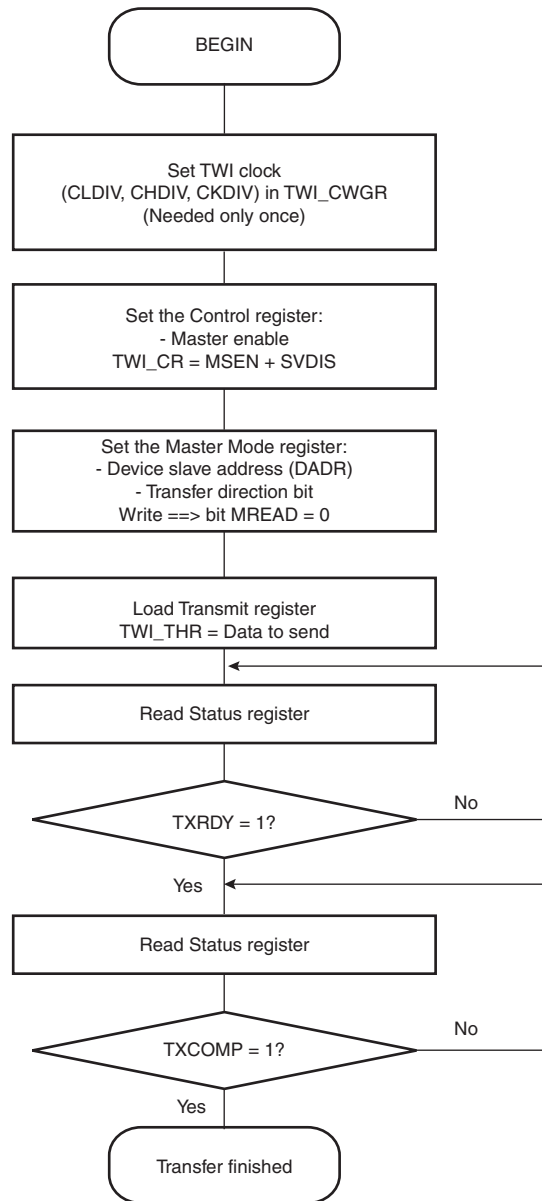 BEGIN
Set TWI clock
(CLDIV, CHDIV, CKDIV) in TWI_CWGR
(Needed only once)
Set the Control register:
- Master enable
TWI_CR = MSEN + SVDIS
Set the Master Mode register:
- Device slave address (DADR)
- Transfer direction bit
Write ==> bit MREAD = 0
Load Transmit register
TWI_THR = Data to send
Read Status register
TXRDY = 1?
No
Yes
Read Status register
TXCOMP = 1?
No
Yes
Transfer finished